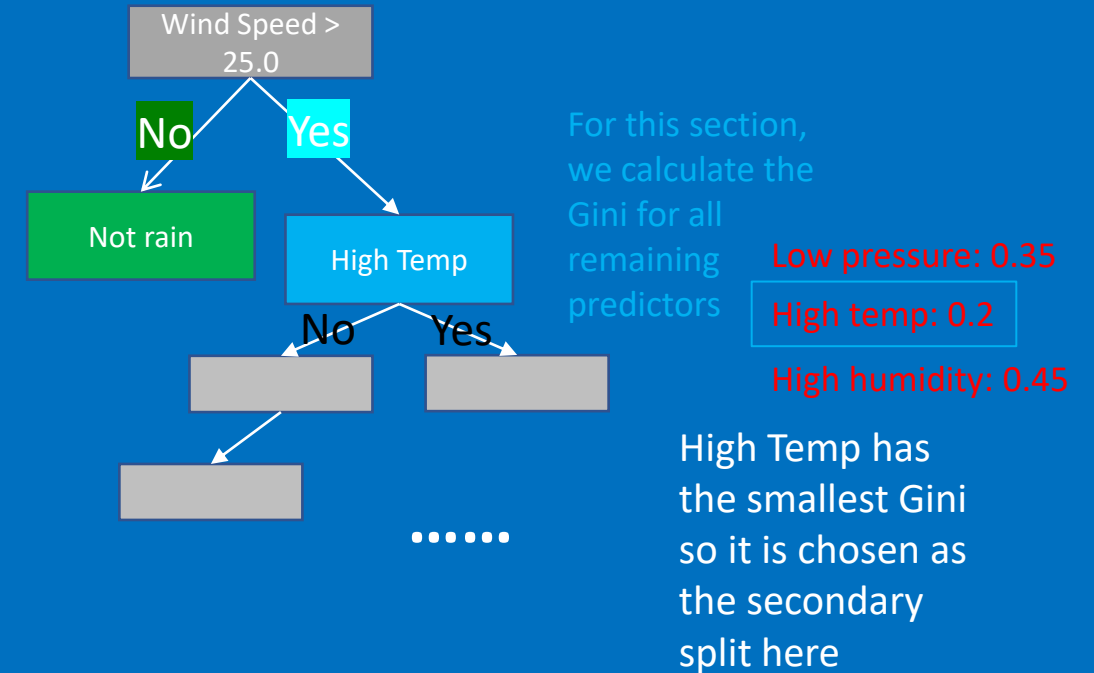 Wind Speed >
25.0
No
Yes
Not rain
High Temp
No
Yes
For this section,
we calculate the
Gini for all
remaining
predictors
Low pressure: 0.35
High temp: 0.2
High humidity: 0.45
High Temp has
the smallest Gini
so it is chosen as
the secondary
split here
......